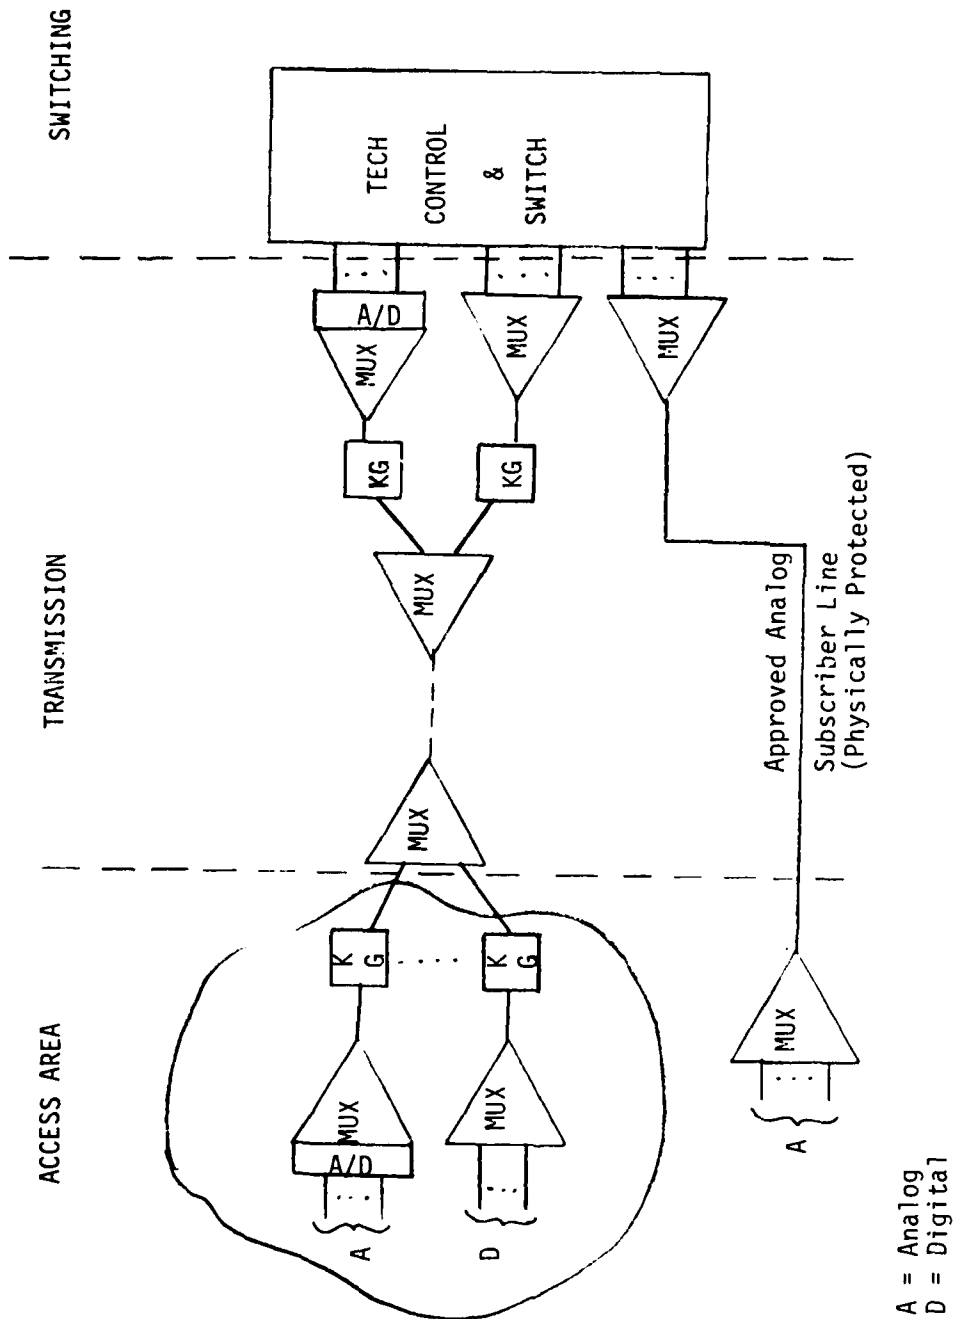 ACCESS AREA
TRANSMISSION
SWITCHING
A
...
A/D
MUX
K
G
....
D
...
MUX
K
G
MUX
MUX
KG
MUX
A/D
...
KG
MUX
...
TECH
CONTROL
&
SWITCH
A
...
MUX
Approved Analog
Subscriber Line
(Physically Protected)
MUX
...
A = Analog
D = Digital